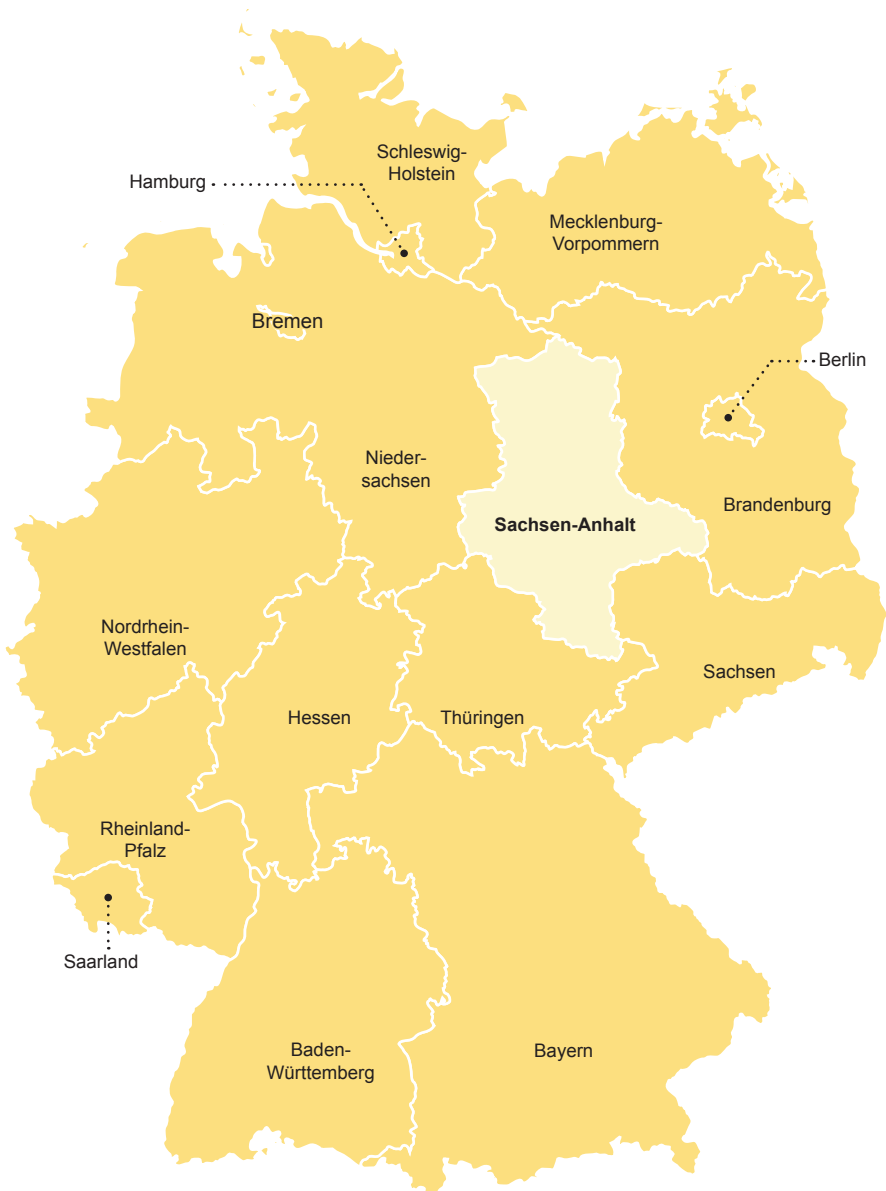 Schleswig-
Holstein
Hamburg
Mecklenburg-
Vorpommern
Bremen
Berlin
Nieder-
sachsen
Brandenburg
Sachsen-Anhalt
Nordrhein-
Westfalen
Sachsen
Hessen
Thüringen
Rheinland-
Pfalz
Saarland
Baden-
Württemberg
Bayern